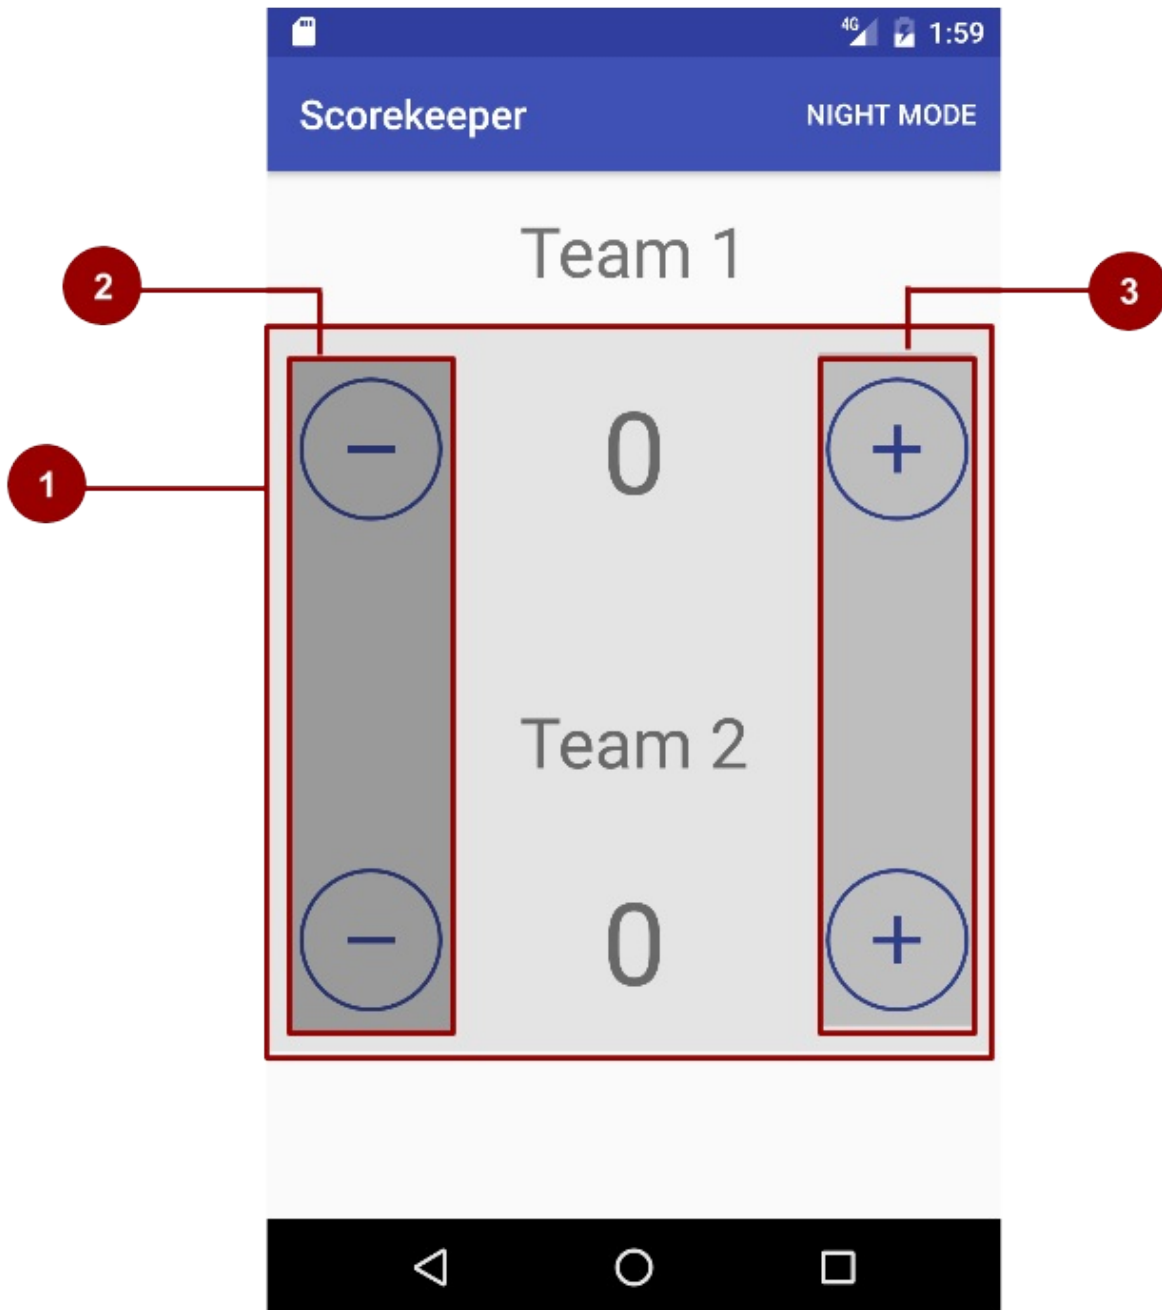 4G 1:59
Scorekeeper NIGHT MODE
Team 1
2 3
− 0 +
1
Team 2
− 0 +